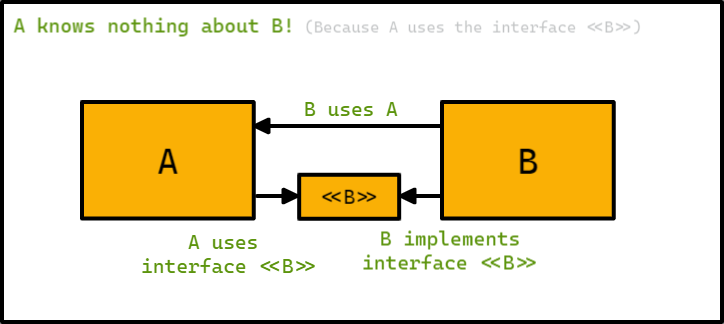 A knows nothing about B! (Because A uses the interface <<B>>)
B uses A
A
B
<<B>>
A uses
interface <<B>>
B implements
interface <<B>>